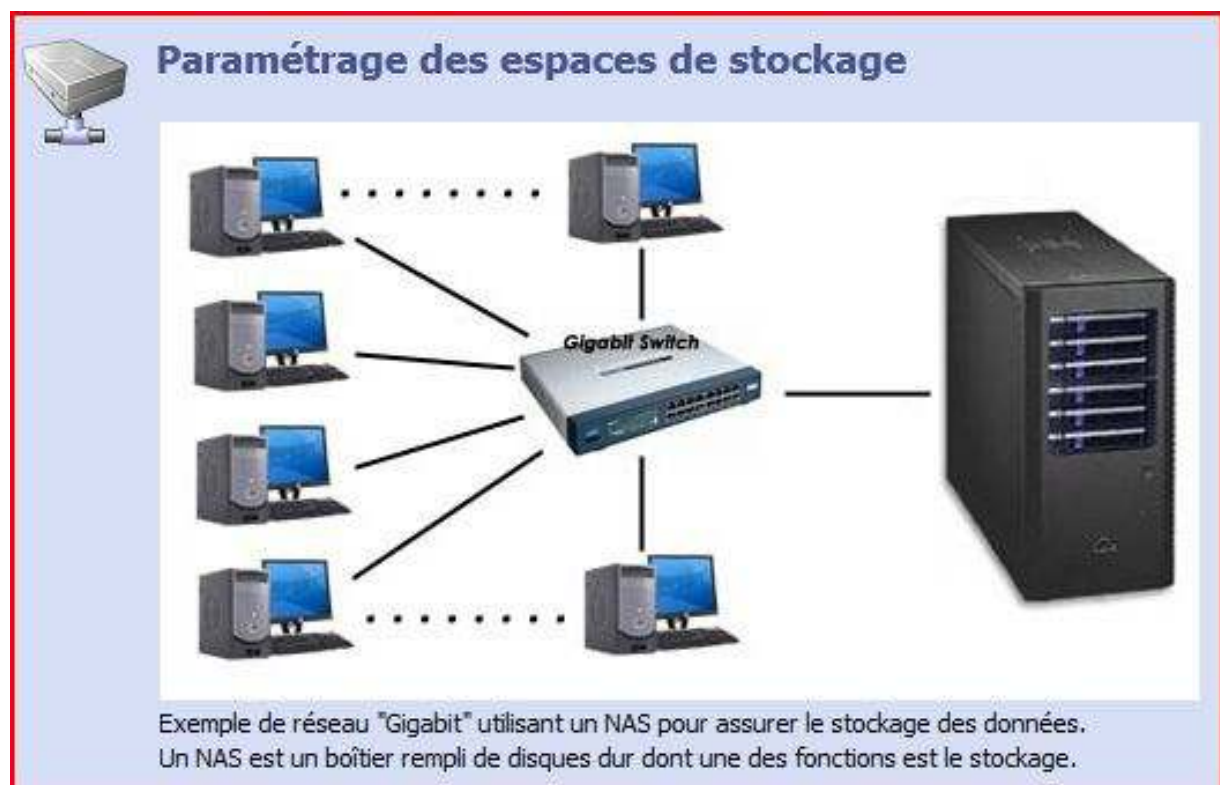 Paramétrage des espaces de stockage
Gigabit Switch
Exemple de réseau "Gigabit" utilisant un NAS pour assurer le stockage des données.
Un NAS est un boîtier rempli de disques dur dont une des fonctions est le stockage.